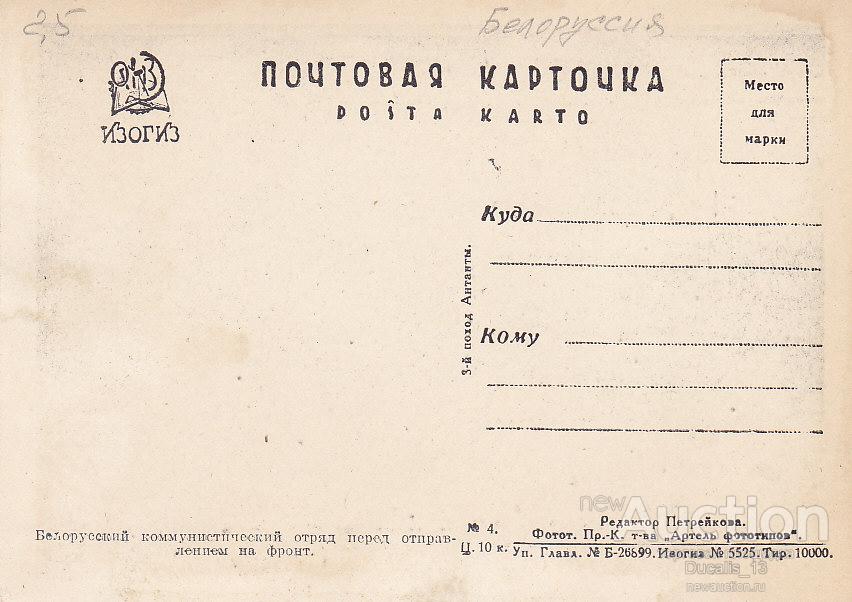 2,5
Белоруссия
ИЗОГИЗ
ПОЧТОВАЯ КАРТОЧКА
POŜTA KARTO
Место
для
марки
Куда
Кому
3-й поход Антанты.
Белорусский коммунистический отряд перед отправ-
лением на фронт.
№ 4.
Ц. 10 к.
Редактор Петрейкова.
Фотот. Пр.-К. т-ва „Артель фототипов".
Уп. Главл. № Б-26899. Изогиз № 5525. Тир. 10000.
newAuction
Ducalis_13
newauction.ru